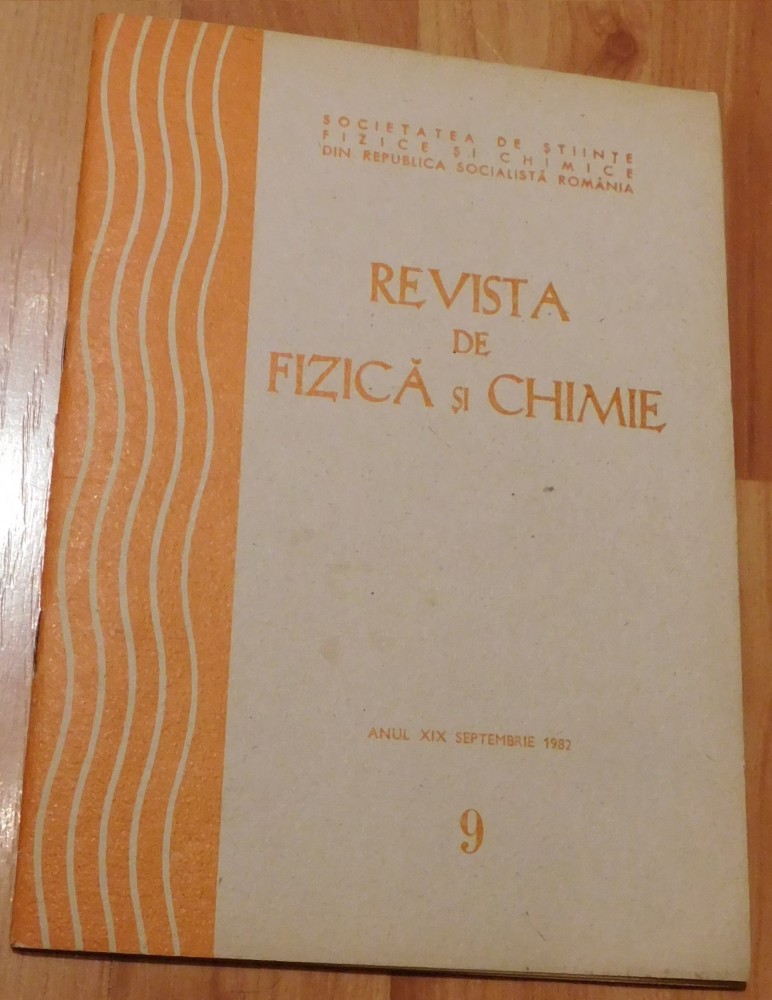 SOCIETATEA DE ŞTIINŢE
FIZICE ŞI CHIMICE
DIN REPUBLICA SOCIALISTĂ ROMÂNIA
REVISTA
DE
FIZICĂ ŞI CHIMIE
ANUL XIX SEPTEMBRIE 1982
9